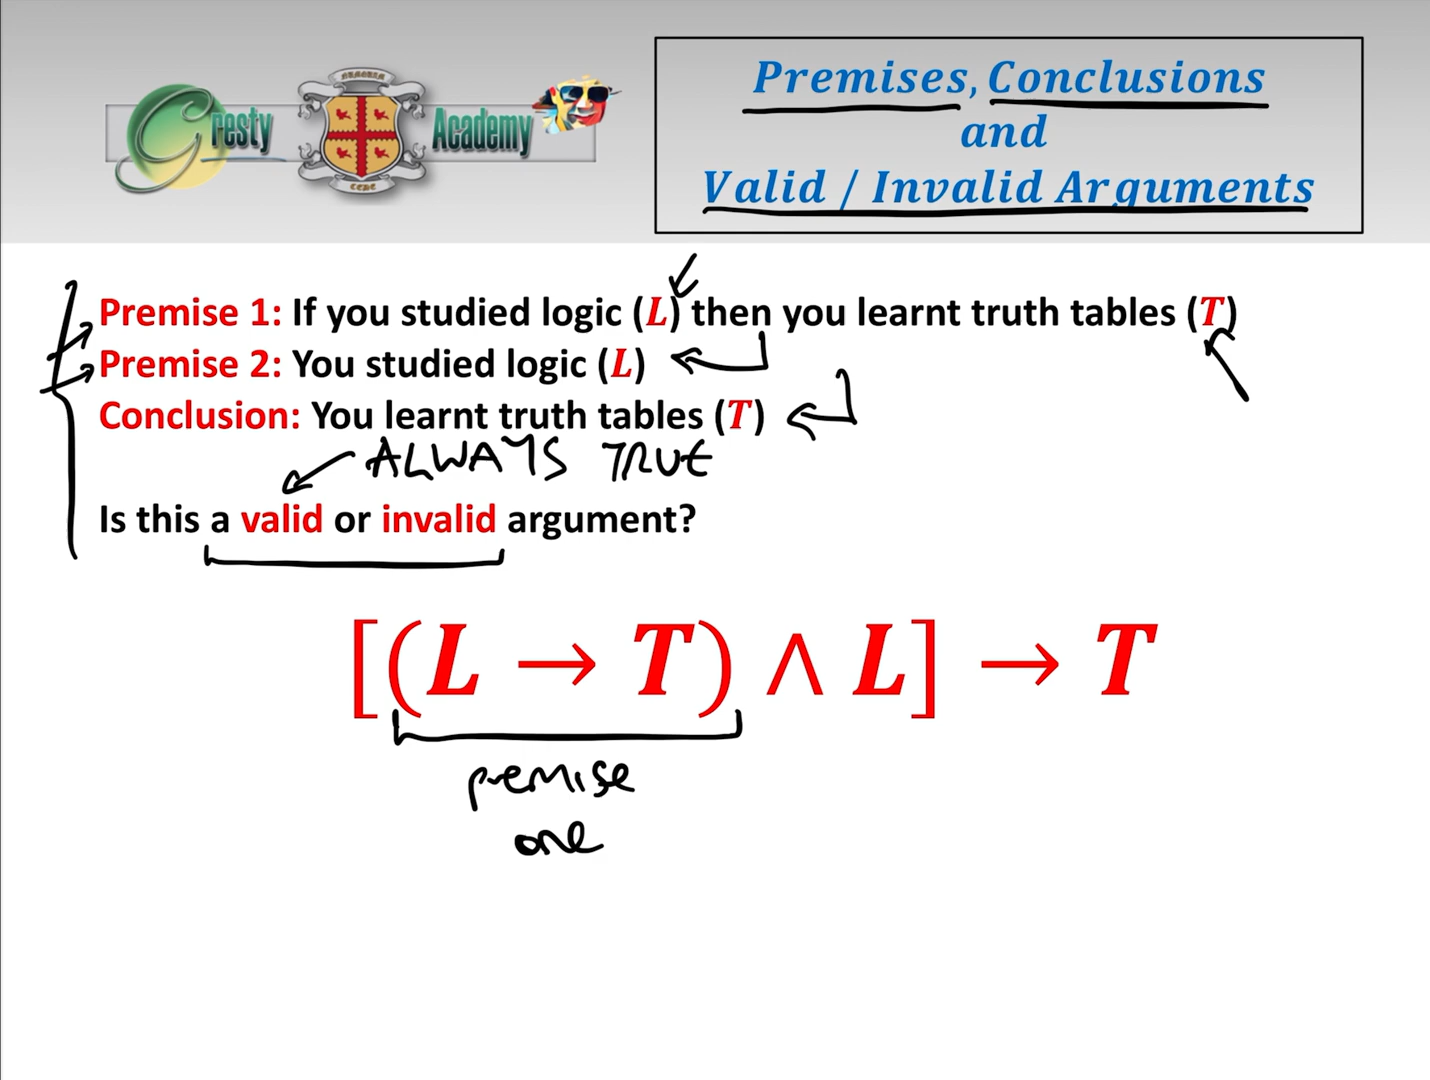 Gresty Academy
Premises, Conclusions
and
Valid / Invalid Arguments
Premise 1: If you studied logic (L) then you learnt truth tables (T)
Premise 2: You studied logic (L)
Conclusion: You learnt truth tables (T)
ALWAYS TRUE
Is this a valid or invalid argument?
[(L → T) ∧ L] → T
premise
one